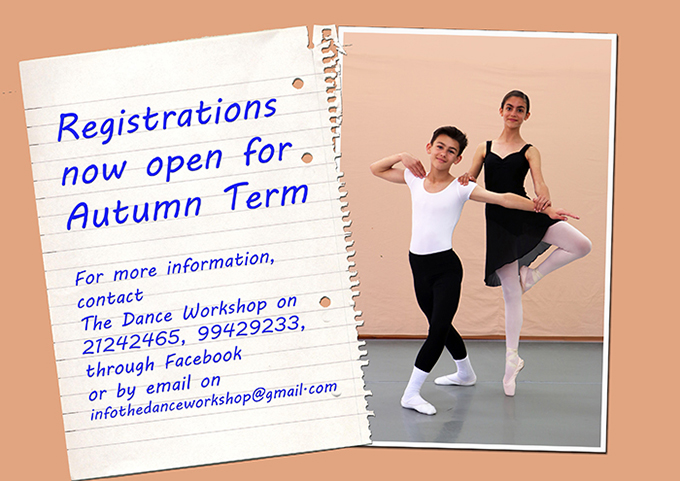 Registrations
now open for
Autumn Term
For more information,
contact
The Dance Workshop on
21242465, 99429233,
through Facebook
or by email on
infothedanceworkshop@gmail.com